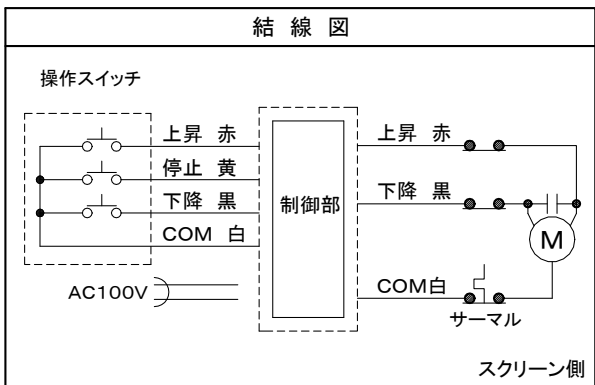 結線図
操作スイッチ
上昇 赤
停止 黄
下降 黒
COM 白
AC100V
制御部
上昇 赤
下降 黒
COM白
サーマル
M
スクリーン側